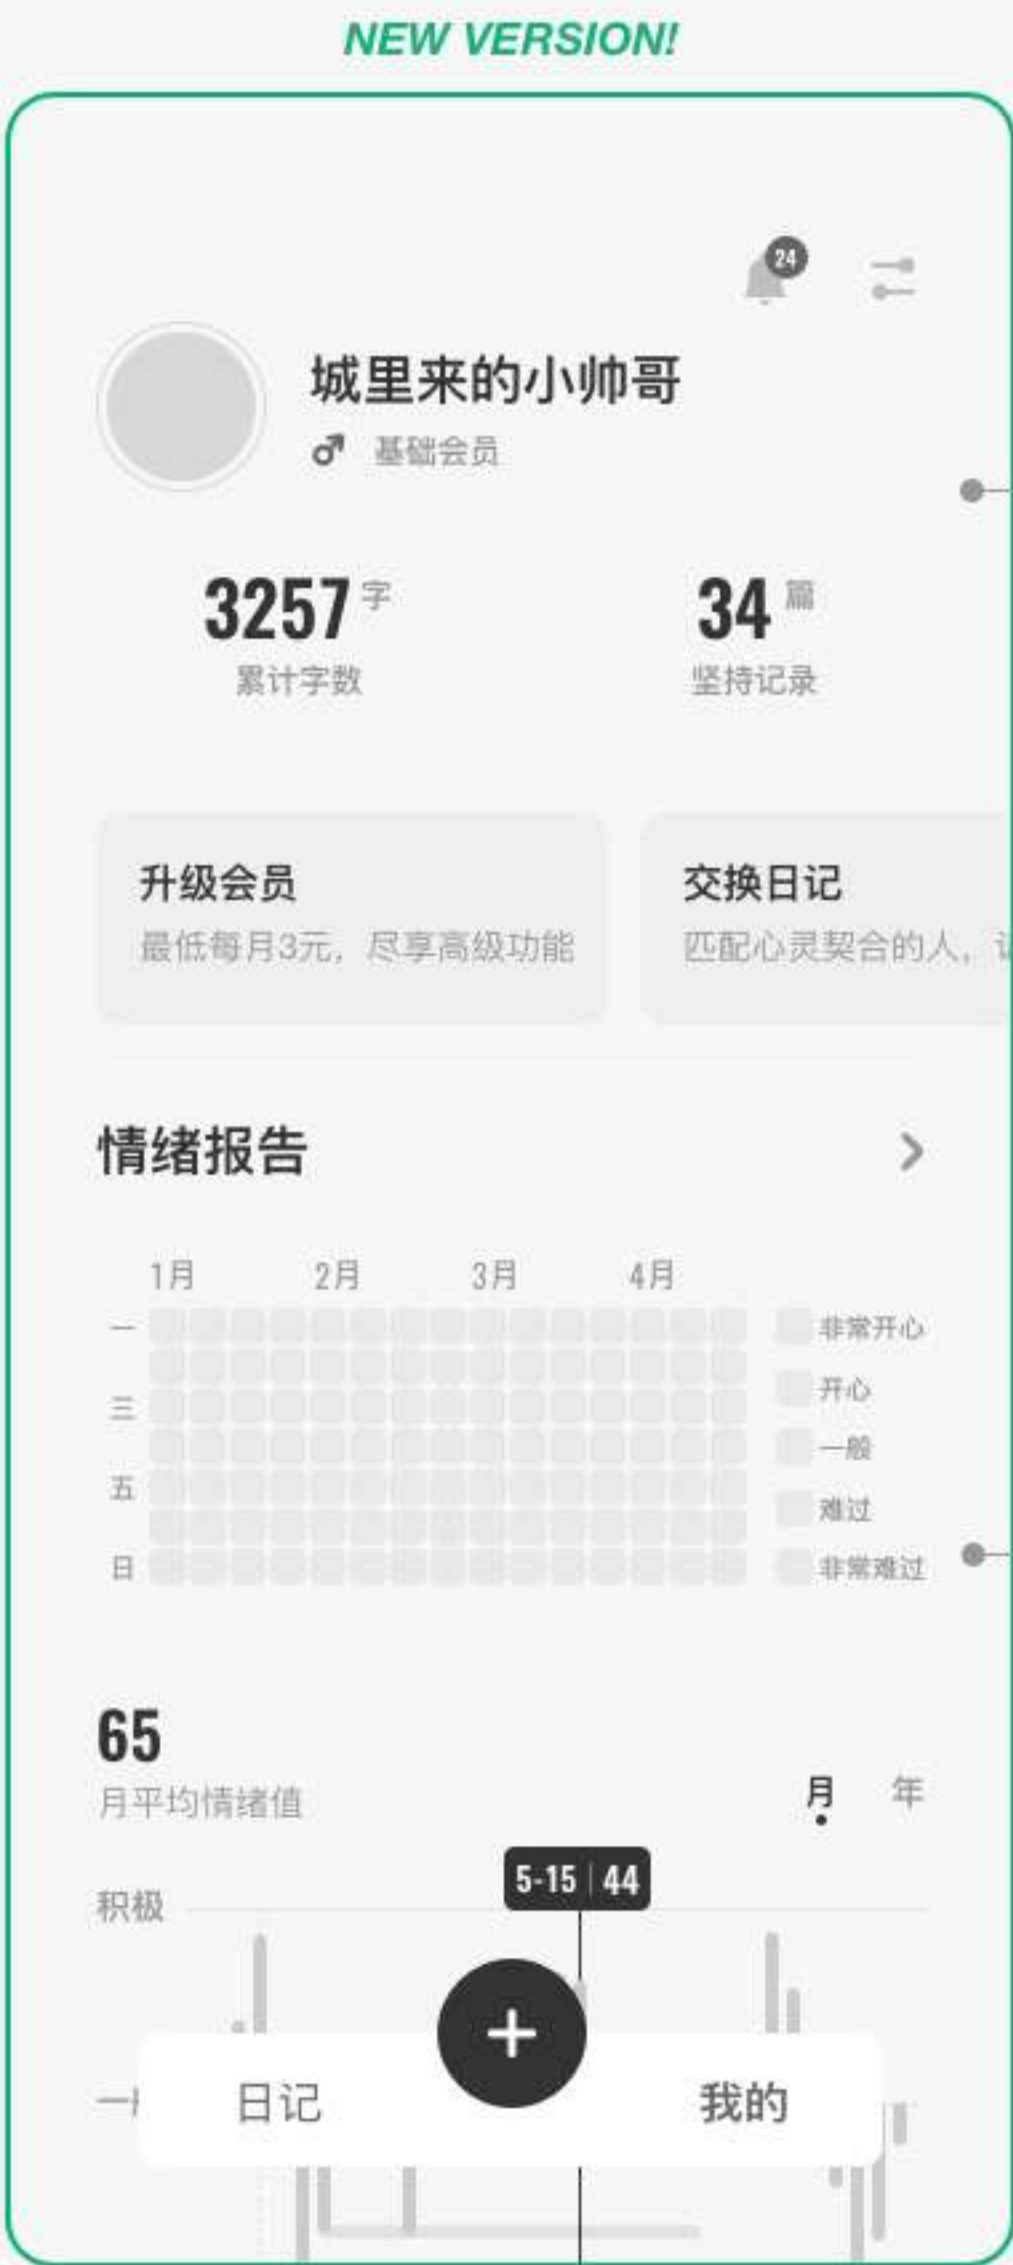 NEW VERSION!
24
城里来的小帅哥
基础会员
3257 字
34 篇
累计字数
坚持记录
升级会员
交换日记
最低每月3元，尽享高级功能
匹配心灵契合的人，
情绪报告
1月 2月 3月 4月
一
三
五
日
非常开心
开心
一般
难过
非常难过
65
月平均情绪值
月 年
5-15 44
积极
一
日记
我的